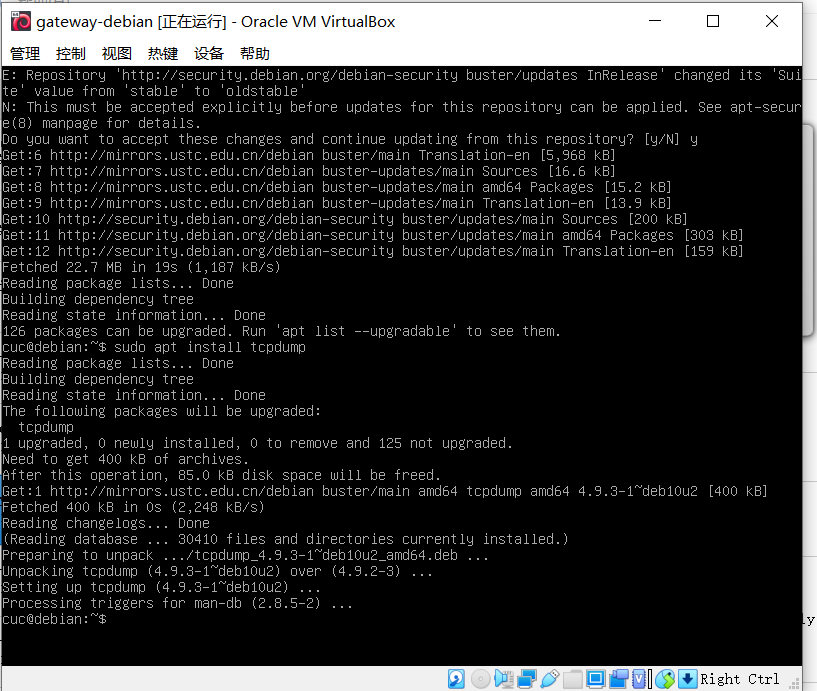 gateway-debian [正在运行] - Oracle VM VirtualBox
管理 控制 视图 热键 设备 帮助
E: Repository 'http://security.debian.org/debian-security buster/updates InRelease' changed its 'Sui
te' value from 'stable' to 'oldstable'
N: This must be accepted explicitly before updates for this repository can be applied. See apt-secur
e(8) manpage for details.
Do you want to accept these changes and continue updating from this repository? [y/N] y
Get:6 http://mirrors.ustc.edu.cn/debian buster/main Translation-en [5,968 kB]
Get:7 http://mirrors.ustc.edu.cn/debian buster-updates/main Sources [16.6 kB]
Get:8 http://mirrors.ustc.edu.cn/debian buster-updates/main amd64 Packages [15.2 kB]
Get:9 http://mirrors.ustc.edu.cn/debian buster-updates/main Translation-en [13.9 kB]
Get:10 http://security.debian.org/debian-security buster/updates/main Sources [200 kB]
Get:11 http://security.debian.org/debian-security buster/updates/main amd64 Packages [303 kB]
Get:12 http://security.debian.org/debian-security buster/updates/main Translation-en [159 kB]
Fetched 22.7 MB in 19s (1,187 kB/s)
Reading package lists... Done
Building dependency tree
Reading state information... Done
126 packages can be upgraded. Run 'apt list --upgradable' to see them.
cuc@debian:~$ sudo apt install tcpdump
Reading package lists... Done
Building dependency tree
Reading state information... Done
The following packages will be upgraded:
  tcpdump
1 upgraded, 0 newly installed, 0 to remove and 125 not upgraded.
Need to get 400 kB of archives.
After this operation, 85.0 kB disk space will be freed.
Get:1 http://mirrors.ustc.edu.cn/debian buster/main amd64 tcpdump amd64 4.9.3-1~deb10u2 [400 kB]
Fetched 400 kB in 0s (2,248 kB/s)
Reading changelogs... Done
(Reading database ... 30410 files and directories currently installed.)
Preparing to unpack .../tcpdump_4.9.3-1~deb10u2_amd64.deb ...
Unpacking tcpdump (4.9.3-1~deb10u2) over (4.9.2-3) ...
Setting up tcpdump (4.9.3-1~deb10u2) ...
Processing triggers for man-db (2.8.5-2) ...
cuc@debian:~$
Right Ctrl